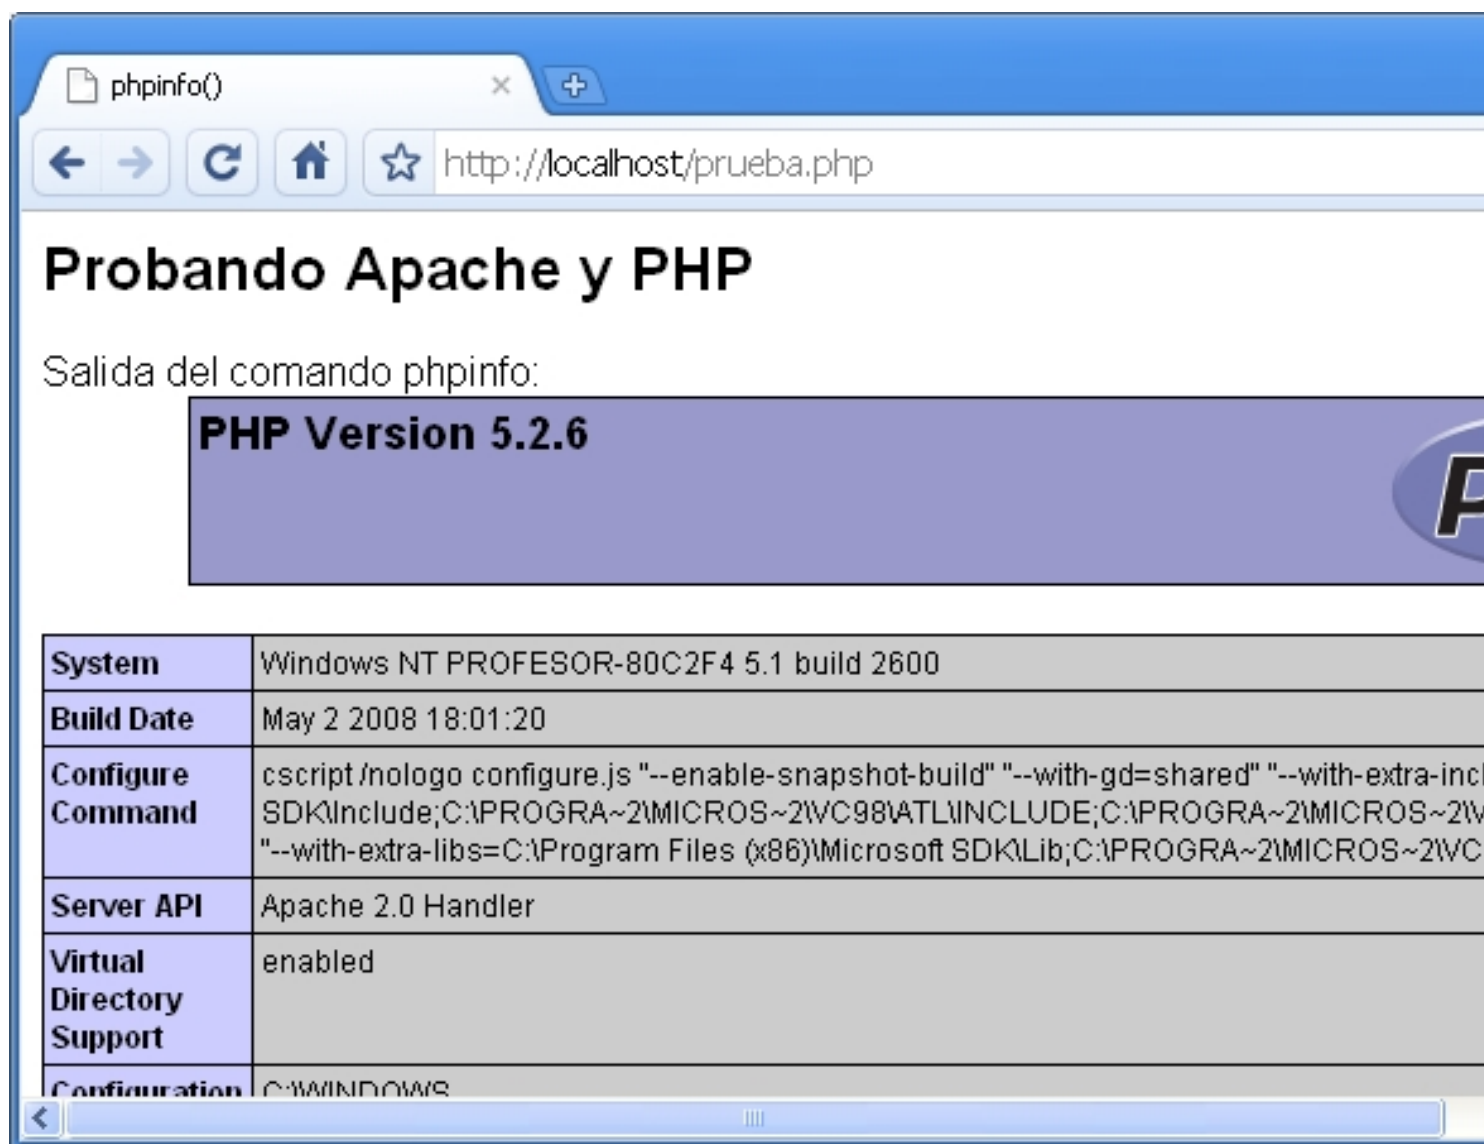 phpinfo()
http://localhost/prueba.php
Probando Apache y PHP
Salida del comando phpinfo:
PHP Version 5.2.6
System
Windows NT PROFESOR-80C2F4 5.1 build 2600
Build Date
May 2 2008 18:01:20
Configure
Command
cscript /nologo configure.js "--enable-snapshot-build" "--with-gd=shared" "--with-extra-incl
SDK\Include;C:\PROGRA~2\MICROS~2\VC98\ATL\INCLUDE;C:\PROGRA~2\MICROS~2\V
"--with-extra-libs=C:\Program Files (x86)\Microsoft SDK\Lib;C:\PROGRA~2\MICROS~2\VC
Server API
Apache 2.0 Handler
Virtual
Directory
Support
enabled
Configuration
C:\WINDOWS